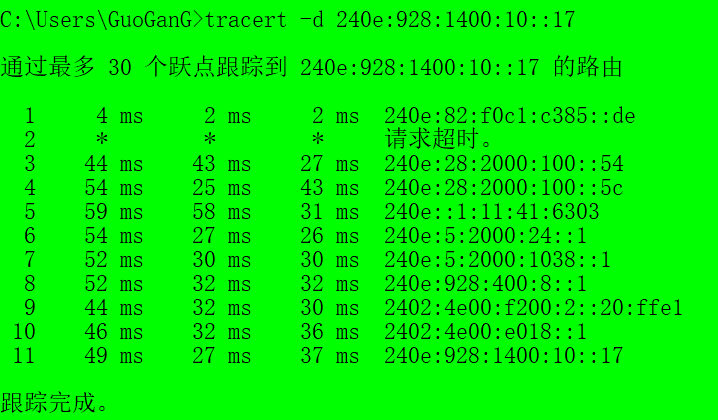 C:\Users\GuoGanG>tracert -d 240e:928:1400:10::17
通过最多 30 个跃点跟踪到 240e:928:1400:10::17 的路由
1 4 ms 2 ms 2 ms 240e:82:f0c1:c385::de
2 * * * 请求超时。
3 44 ms 43 ms 27 ms 240e:28:2000:100::54
4 54 ms 25 ms 43 ms 240e:28:2000:100::5c
5 59 ms 58 ms 31 ms 240e::1:11:41:6303
6 54 ms 27 ms 26 ms 240e:5:2000:24::1
7 52 ms 30 ms 30 ms 240e:5:2000:1038::1
8 52 ms 32 ms 32 ms 240e:928:400:8::1
9 44 ms 32 ms 30 ms 2402:4e00:f200:2::20:ffe1
10 46 ms 32 ms 36 ms 2402:4e00:e018::1
11 49 ms 27 ms 37 ms 240e:928:1400:10::17
跟踪完成。